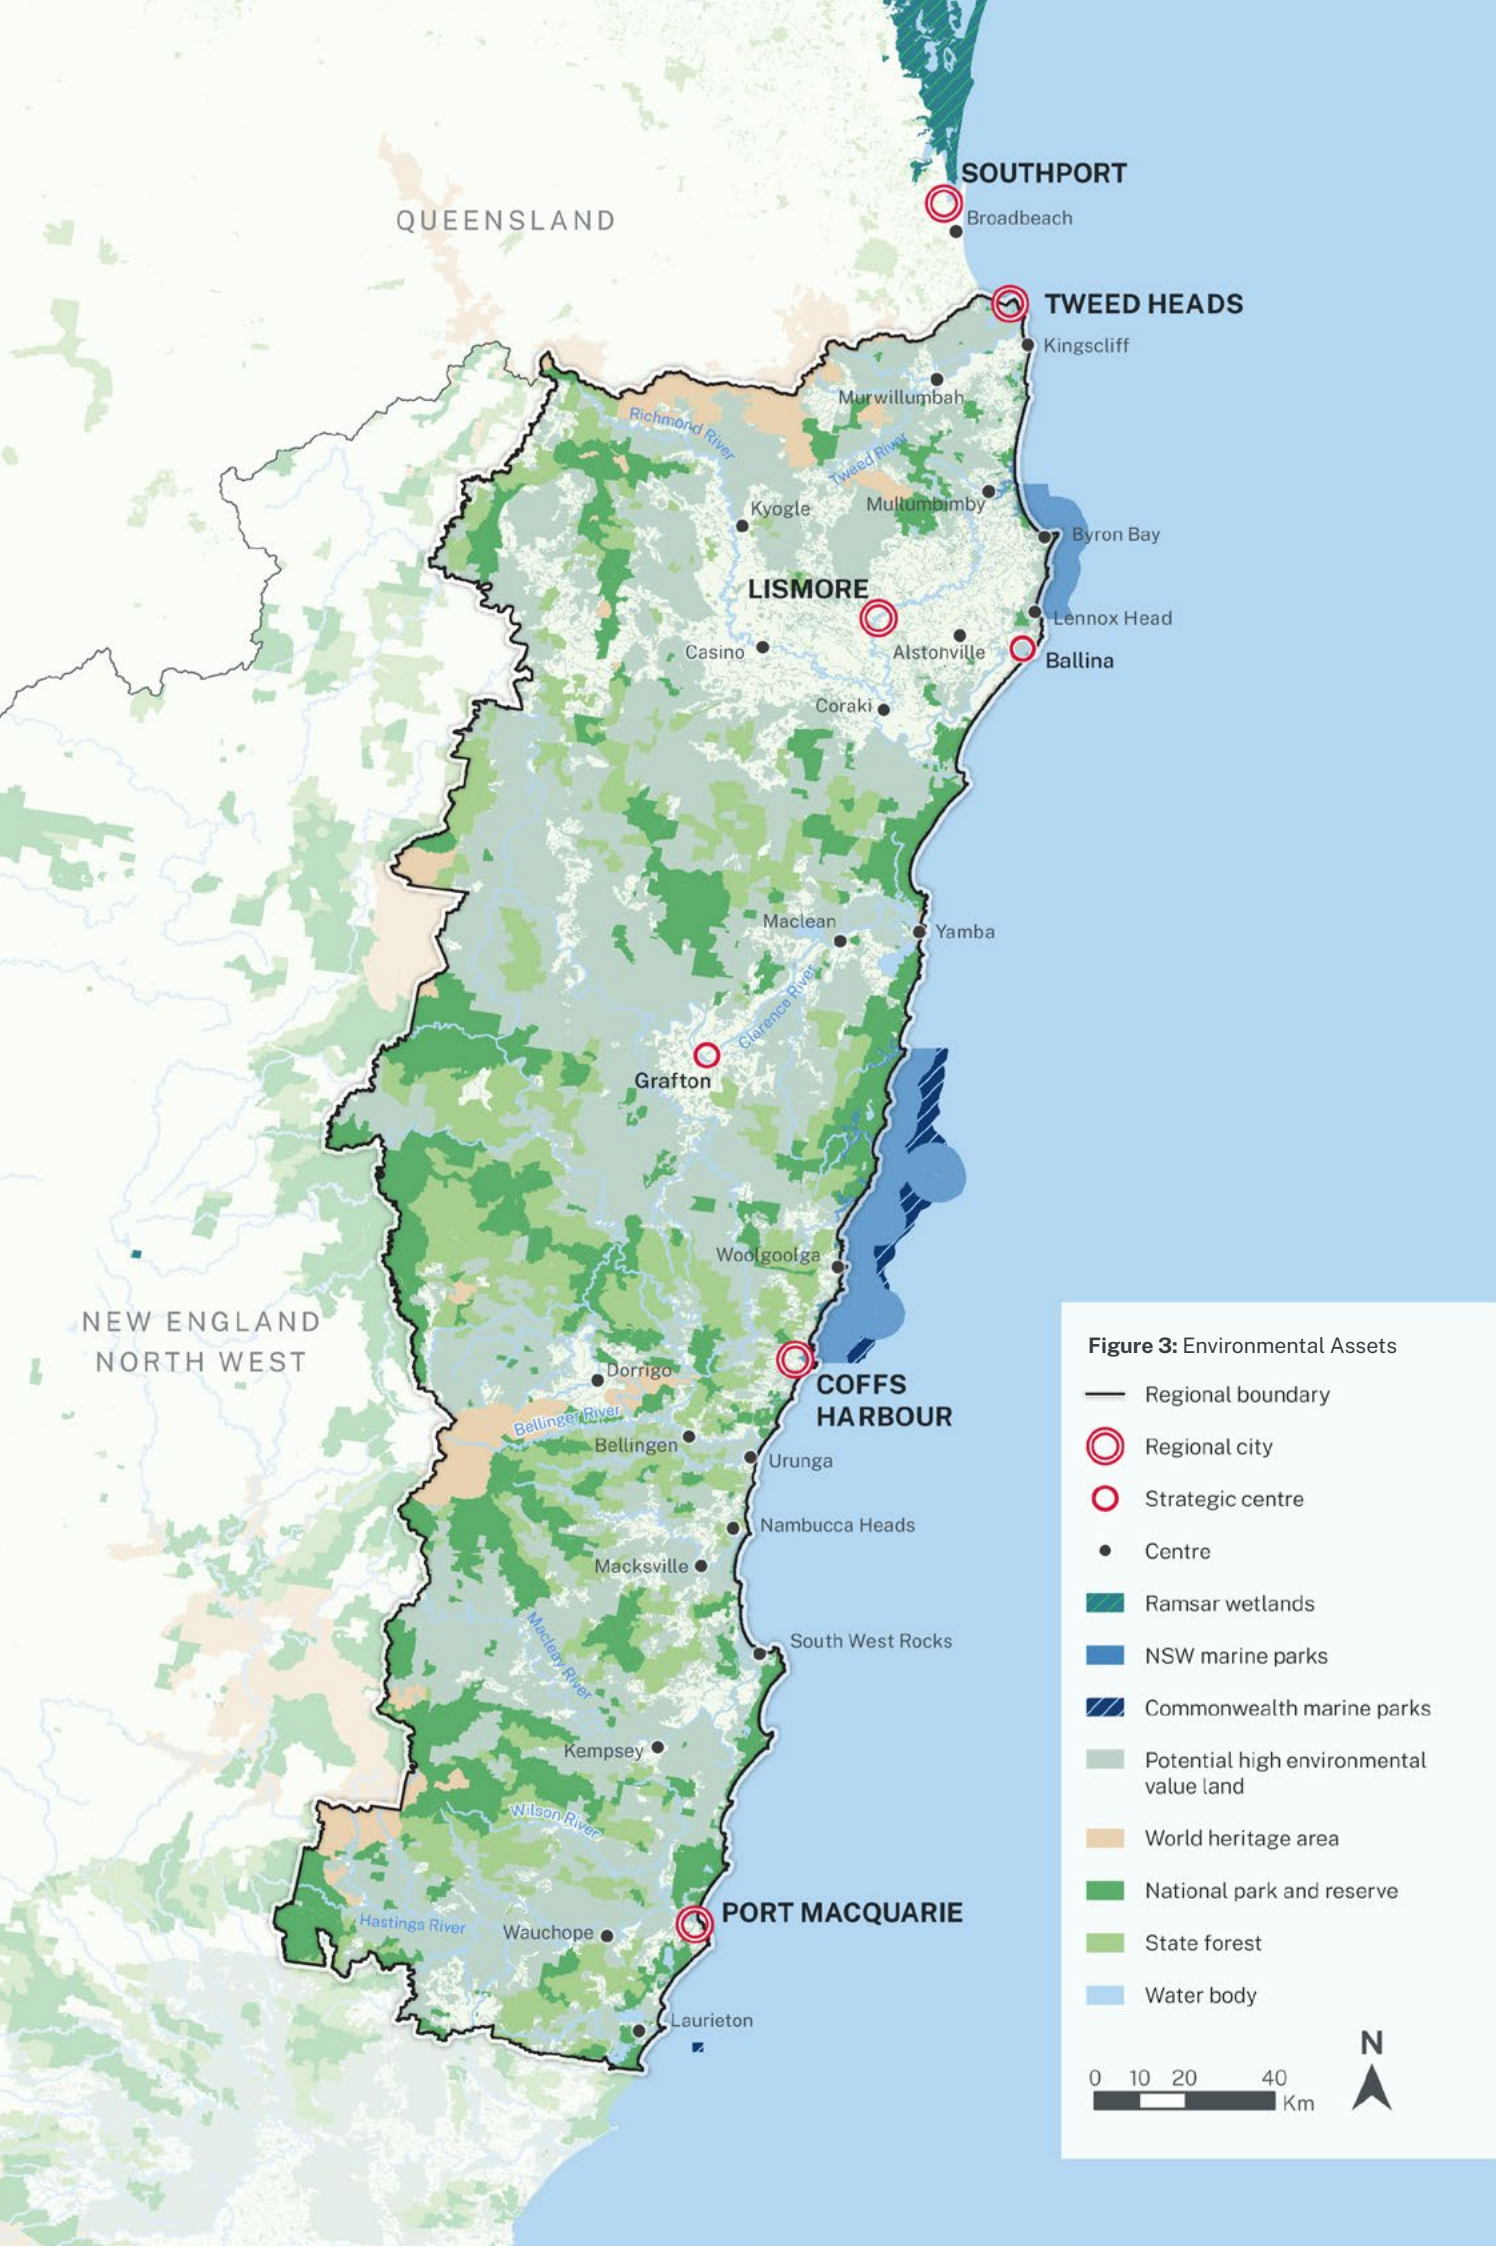 SOUTHPORT
QUEENSLAND
Broadbeach
TWEED HEADS
Kingscliff
Murwillumbah
Richmond River
Tweed River
Mullumbimby
Kyogle
Byron Bay
LISMORE
Lennox Head
Casino
Alstonville
Ballina
Coraki
Maclean
Yamba
Clarence River
Grafton
Woolgoolga
NEW ENGLAND
NORTH WEST
Dorrigo
COFFS
HARBOUR
Bellinger River
Bellingen
Urunga
Nambucca Heads
Macksville
South West Rocks
Macleay River
Kempsey
Wilson River
PORT MACQUARIE
Hastings River
Wauchope
Laurieton
Figure 3: Environmental Assets
Regional boundary
Regional city
Strategic centre
Centre
Ramsar wetlands
NSW marine parks
Commonwealth marine parks
Potential high environmental
value land
World heritage area
National park and reserve
State forest
Water body
N
0 10 20 40
Km